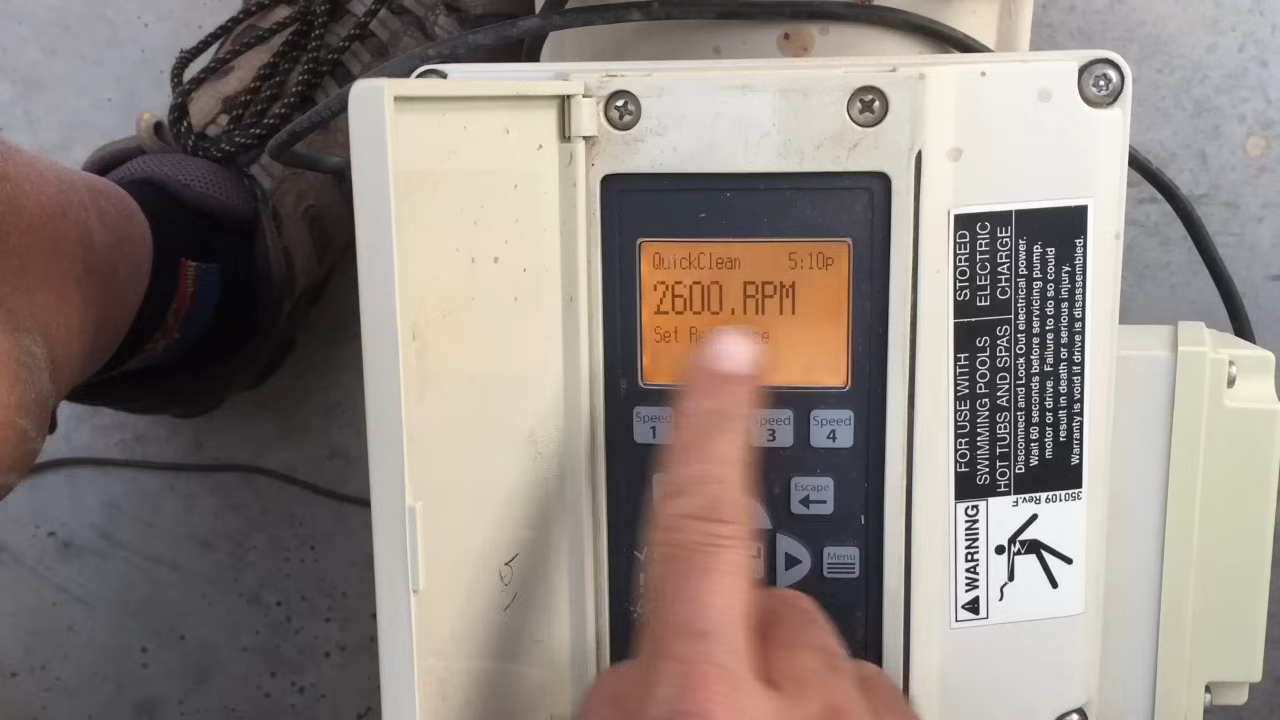 QuickClean 5:10p
2600.RPM
Set
Speed
1
Speed
3
Speed
4
Escape
Menu
STORED
ELECTRIC
CHARGE
FOR USE WITH
SWIMMING POOLS
HOT TUBS AND SPAS
Disconnect and Lock Out electrical power.
Wait 60 seconds before servicing pump,
motor or drive. Failure to do so could
result in death or serious injury.
Warranty is void if drive is disassembled.
WARNING
350109 Rev.F